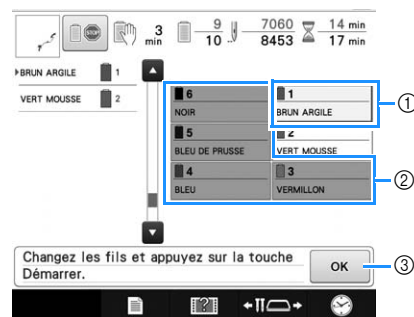 3 min
9 10
7060 8453
14 min 17 min
BRUN ARGILE 1
VERT MOUSSE 2
6 NOIR
1 BRUN ARGILE
5 BLEU DE PRUSSE
2 VERT MOUSSE
4 BLEU
3 VERMILLON
Changez les fils et appuyez sur la touche
Démarrer.
OK
①
②
③